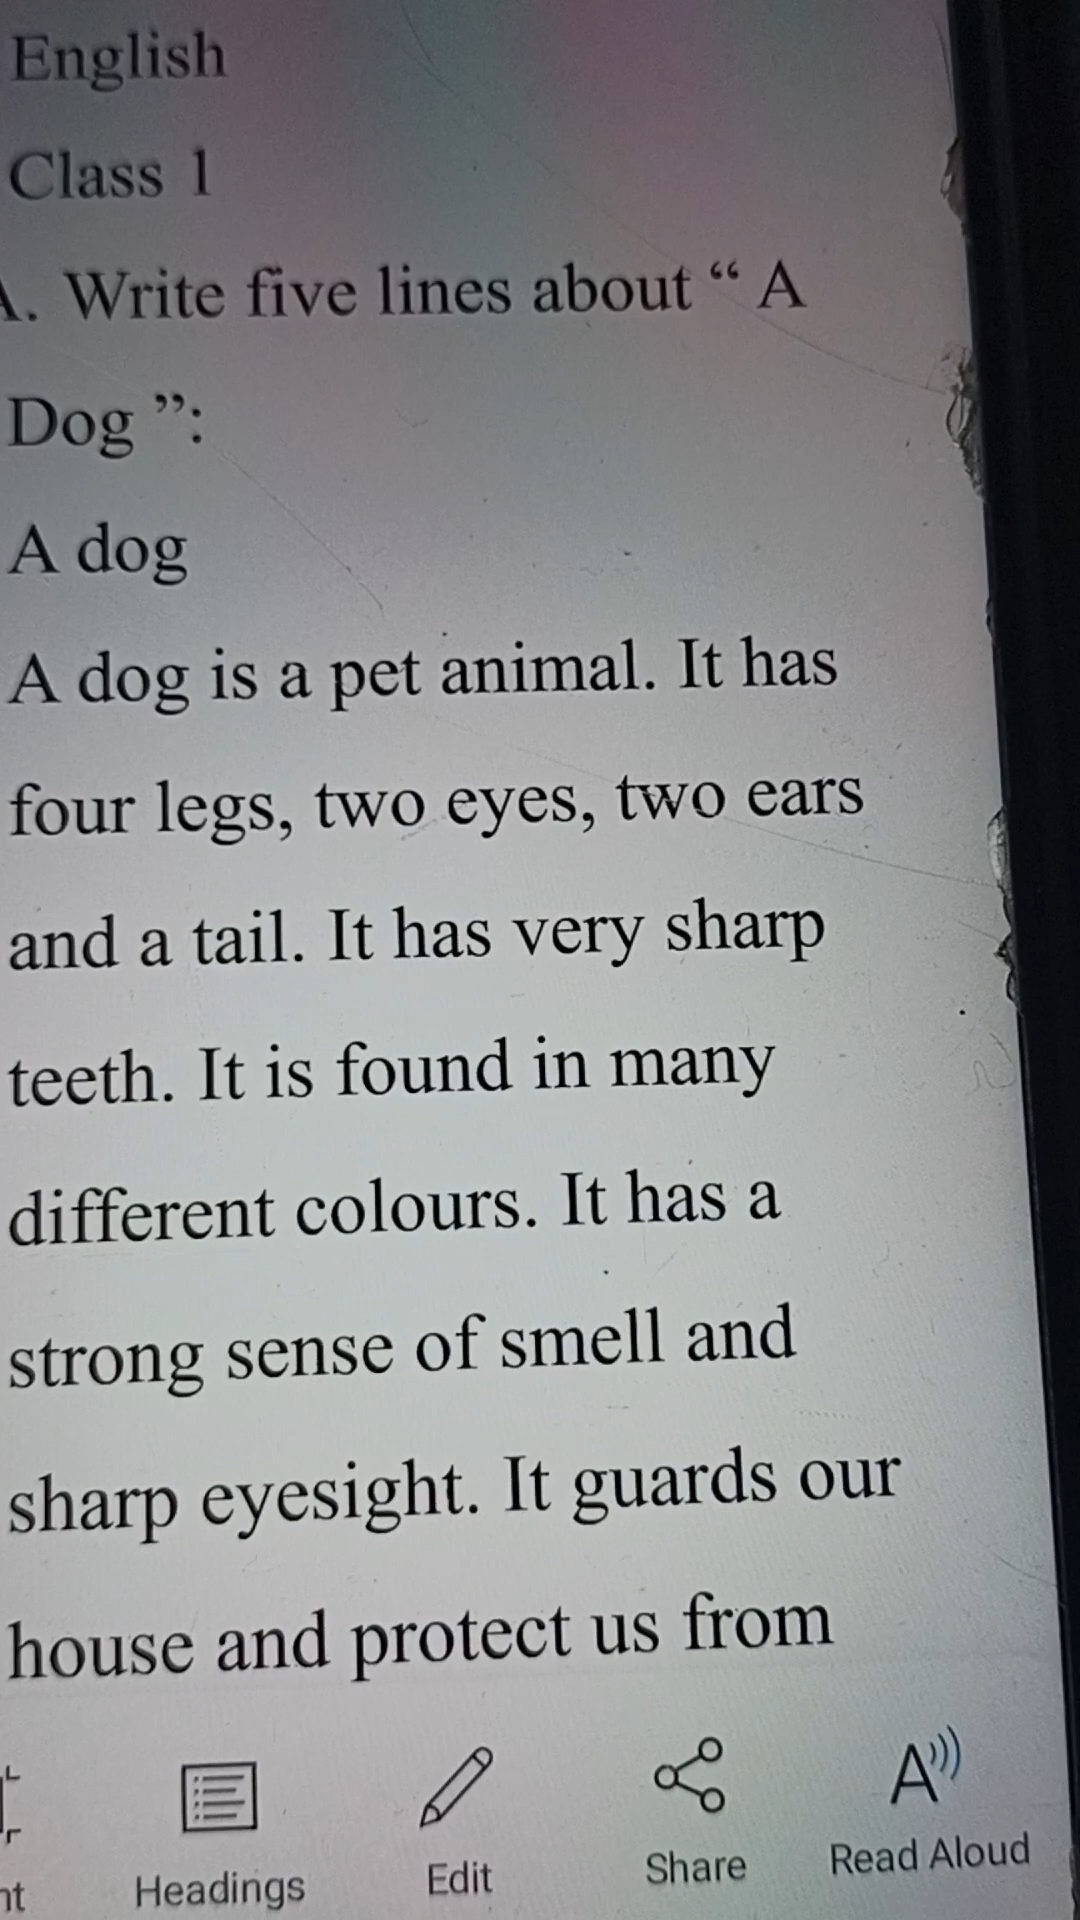 English
Class 1
A. Write five lines about “ A
Dog ”:
A dog
A dog is a pet animal. It has
four legs, two eyes, two ears
and a tail. It has very sharp
teeth. It is found in many
different colours. It has a
strong sense of smell and
sharp eyesight. It guards our
house and protect us from
Headings Edit Share Read Aloud